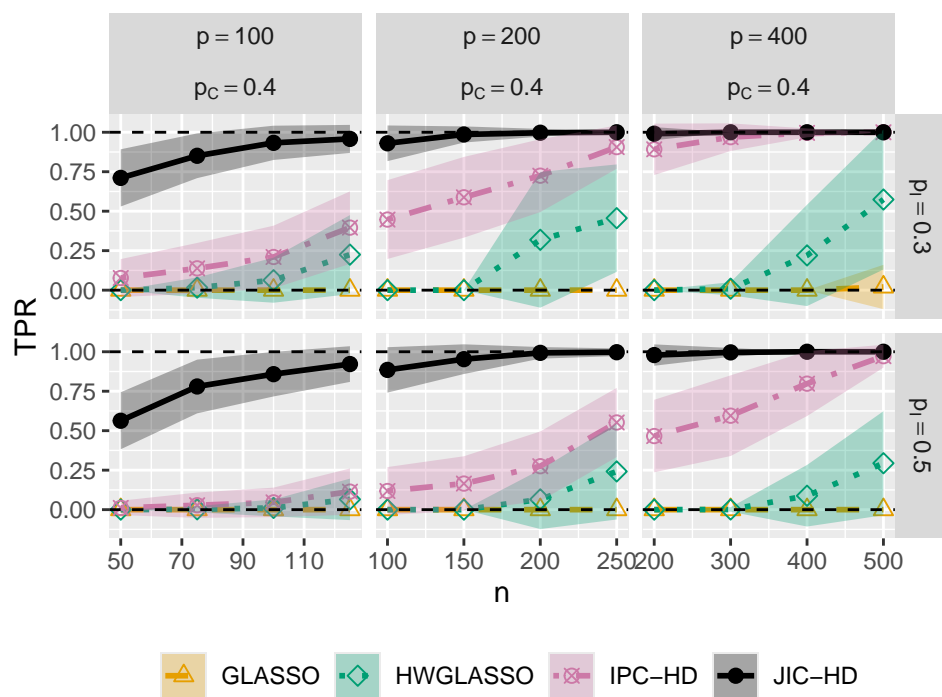 p = 100 p = 200 p = 400
p_C = 0.4 p_C = 0.4 p_C = 0.4
1.00
0.75
0.50
0.25
0.00
p_I = 0.3
TPR
1.00
0.75
0.50
0.25
0.00
p_I = 0.5
50 70 90 110 100 150 200 250 200 300 400 500
n
GLASSO HWGLASSO IPC−HD JIC−HD